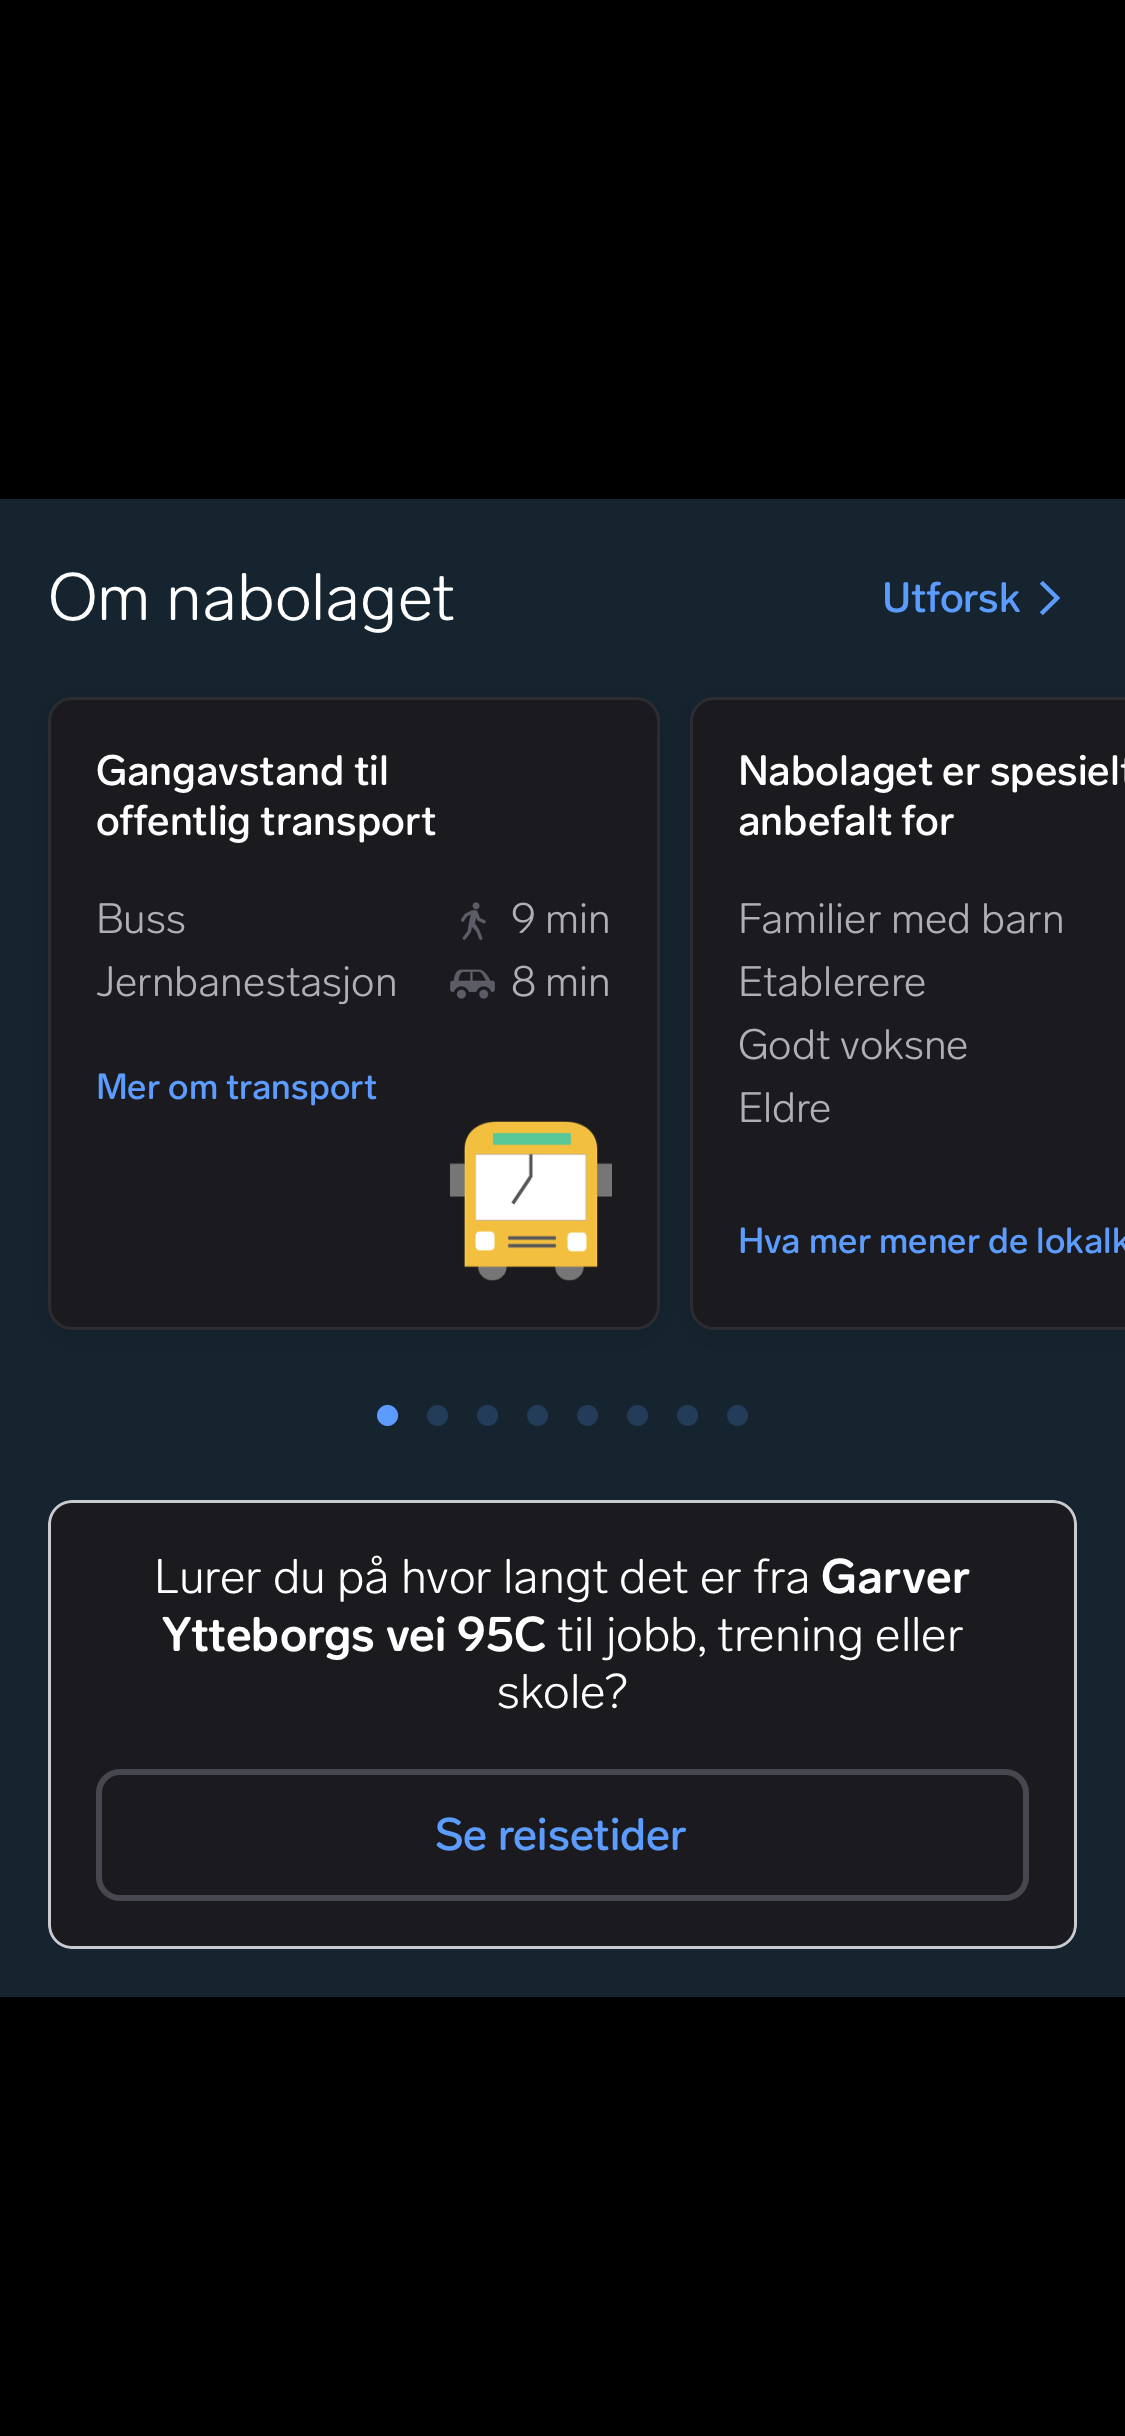 Om nabolaget
Utforsk
Gangavstand til
offentlig transport
Buss 9 min
Jernbanestasjon 8 min
Mer om transport
Nabolaget er spesielt
anbefalt for
Familier med barn
Etablerere
Godt voksne
Eldre
Hva mer mener de
Lurer du på hvor langt det er fra Garver
Ytteborgs vei 95C til jobb, trening eller
skole?
Se reisetider